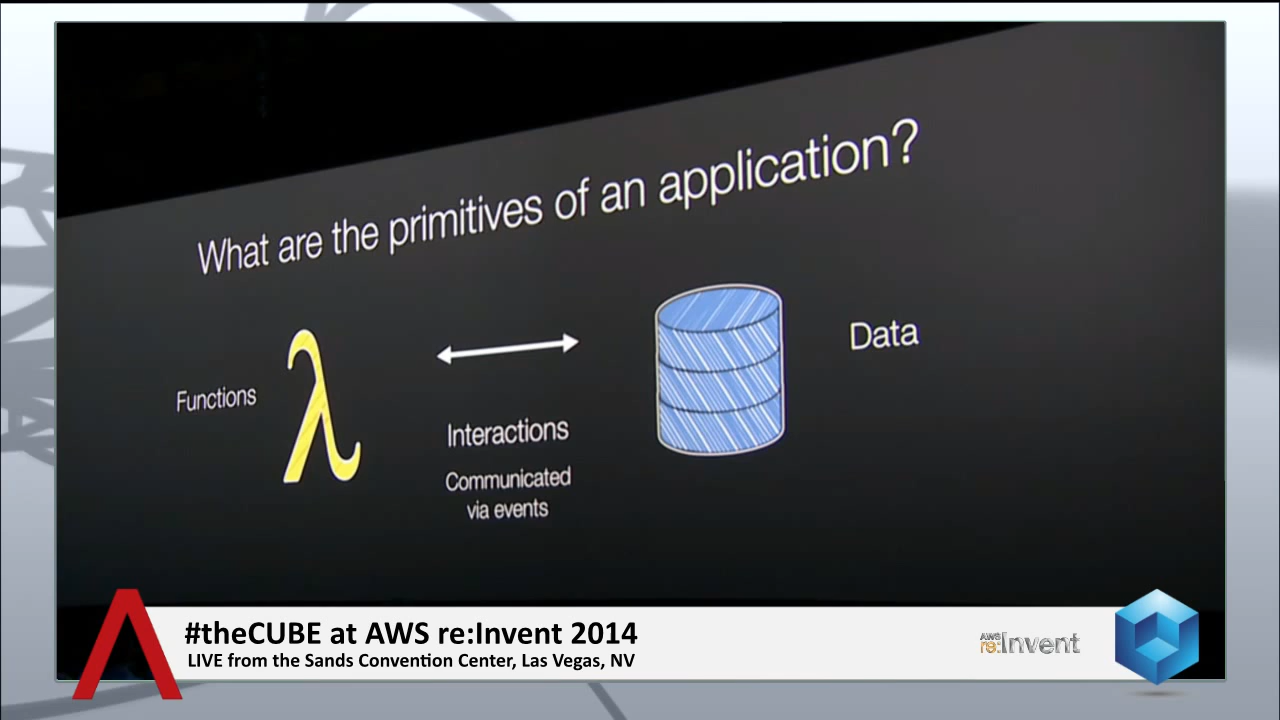 What are the primitives of an application?
Functions
λ
Interactions
Communicated
via events
Data
#theCUBE at AWS re:Invent 2014
LIVE from the Sands Convention Center, Las Vegas, NV
AWS
re:Invent